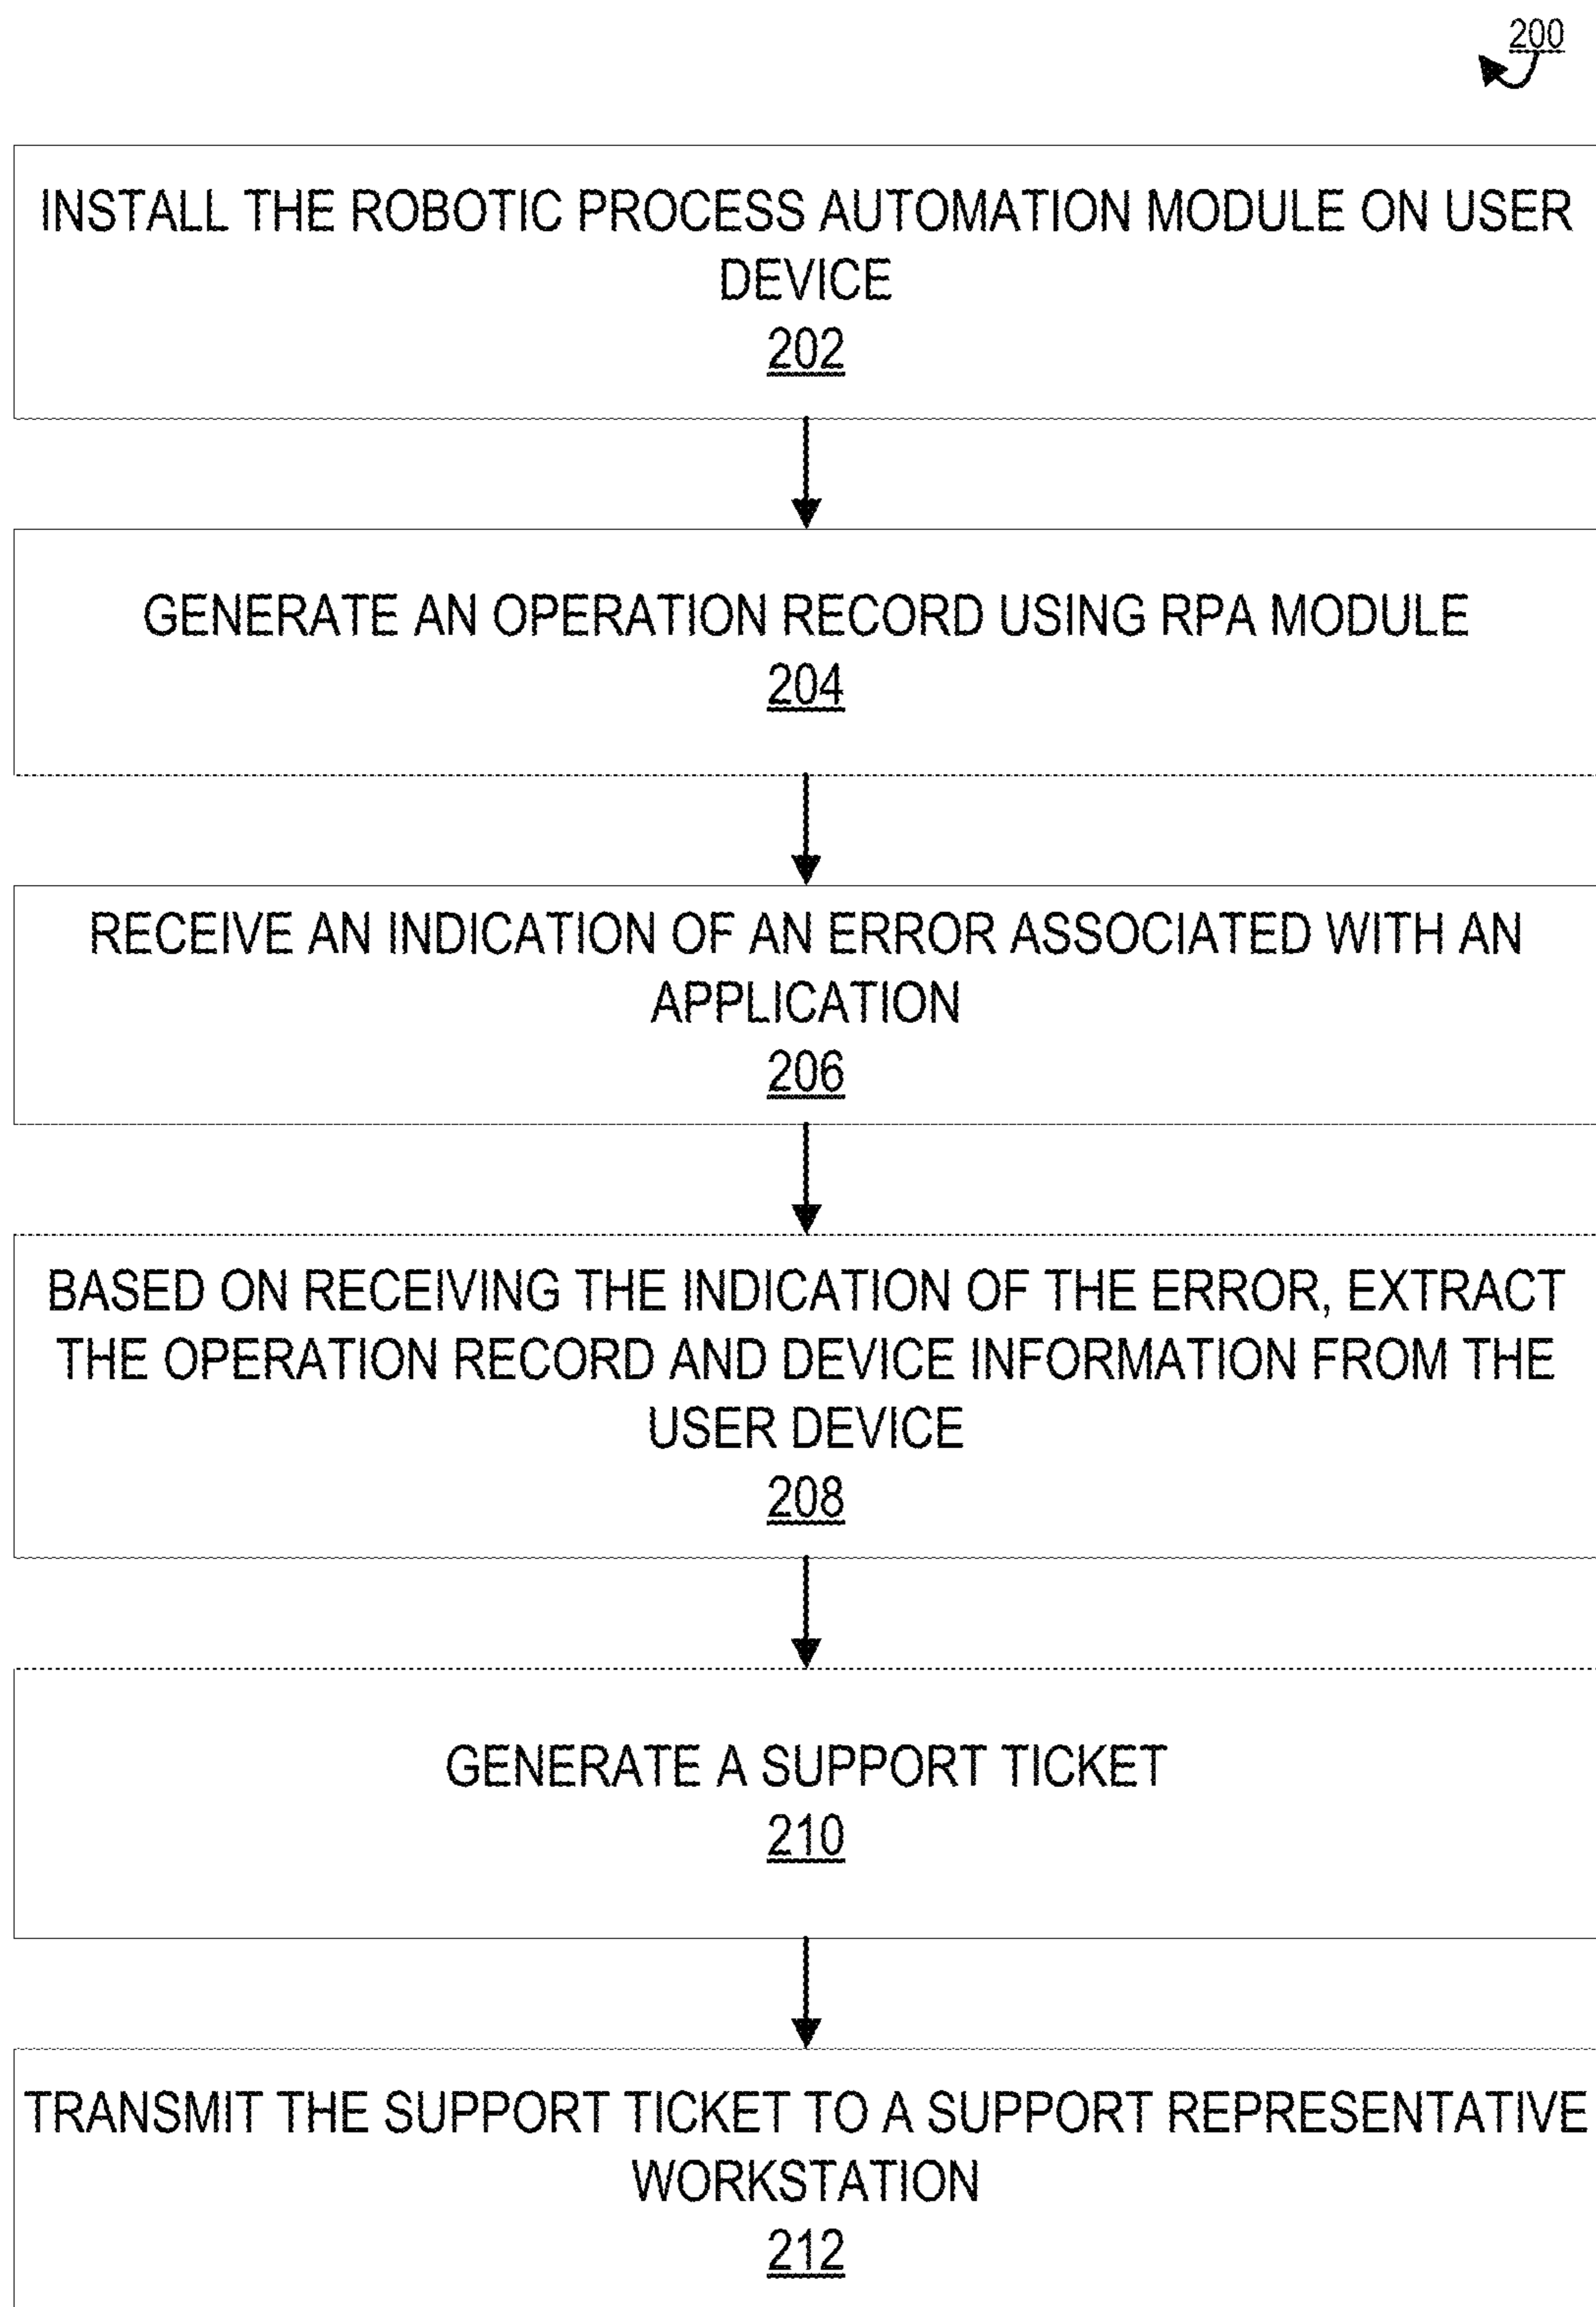 200
INSTALL THE ROBOTIC PROCESS AUTOMATION MODULE ON USER
DEVICE
202
GENERATE AN OPERATION RECORD USING RPA MODULE
204
RECEIVE AN INDICATION OF AN ERROR ASSOCIATED WITH AN
APPLICATION
206
BASED ON RECEIVING THE INDICATION OF THE ERROR, EXTRACT
THE OPERATION RECORD AND DEVICE INFORMATION FROM THE
USER DEVICE
208
GENERATE A SUPPORT TICKET
210
TRANSMIT THE SUPPORT TICKET TO A SUPPORT REPRESENTATIVE
WORKSTATION
212